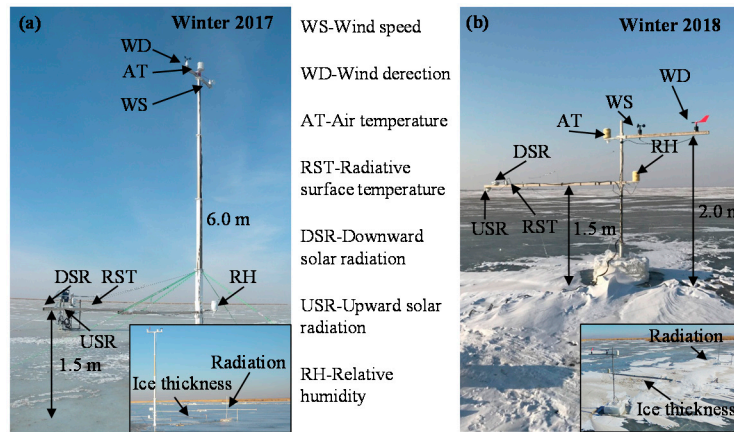 (a)
Winter 2017
WD
AT
WS
6.0 m
DSR
RST
RH
USR
1.5 m
Radiation
Ice thickness
WS-Wind speed
WD-Wind derection
AT-Air temperature
RST-Radiative
surface temperature
DSR-Downward
solar radiation
USR-Upward solar
radiation
RH-Relative
humidity
(b)
Winter 2018
WD
WS
AT
RH
DSR
USR
RST
1.5 m
2.0 m
Radiation
Ice thickness